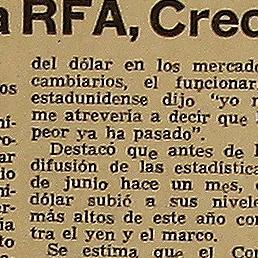 a RFA, Crec
del dólar en los mercado
cambiarios, el funcionar
estadunidense dijo "yo n
me atrevería a decir que l
peor ya ha pasado".
Destacó que antes de l
difusión de las estadística
de junio hace un mes, e
dólar subió a sus nivele
más altos de este año con
tra el yen y el marco.
Se estima que el Con